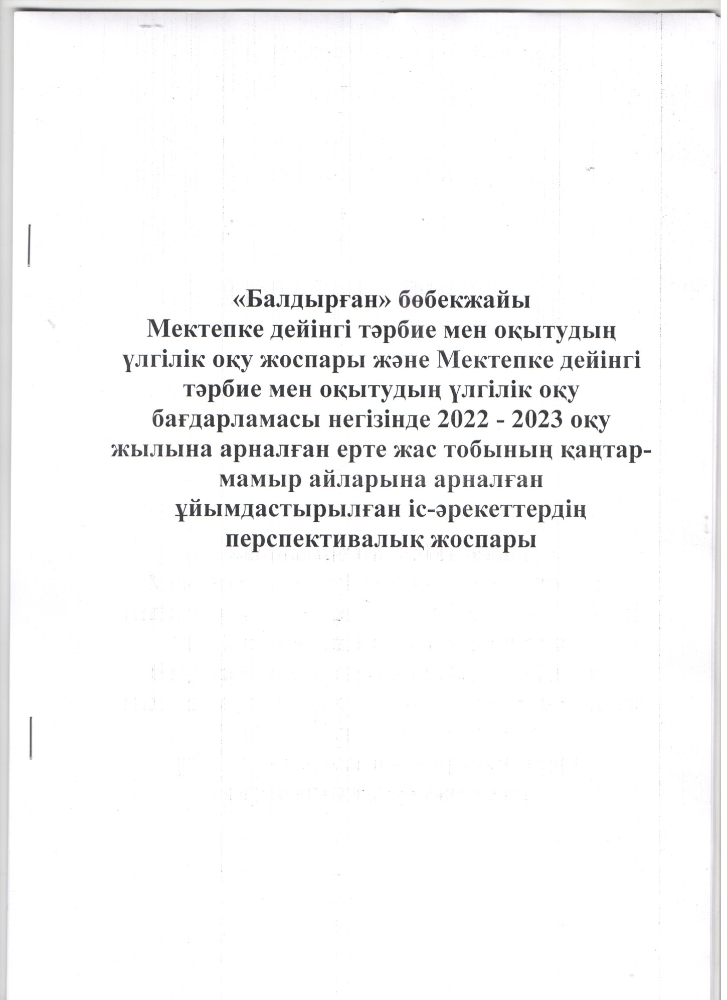 «Балдырған» бөбекжайы
Мектепке дейінгі тәрбие мен оқытудың
үлгілік оқу жоспары және Мектепке дейінгі
тәрбие мен оқытудың үлгілік оқу
бағдарламасы негізінде 2022 - 2023 оқу
жылына арналған ерте жас тобының қаңтар-
мамыр айларына арналған
ұйымдастырылған іс-әрекеттердің
перспективалық жоспары